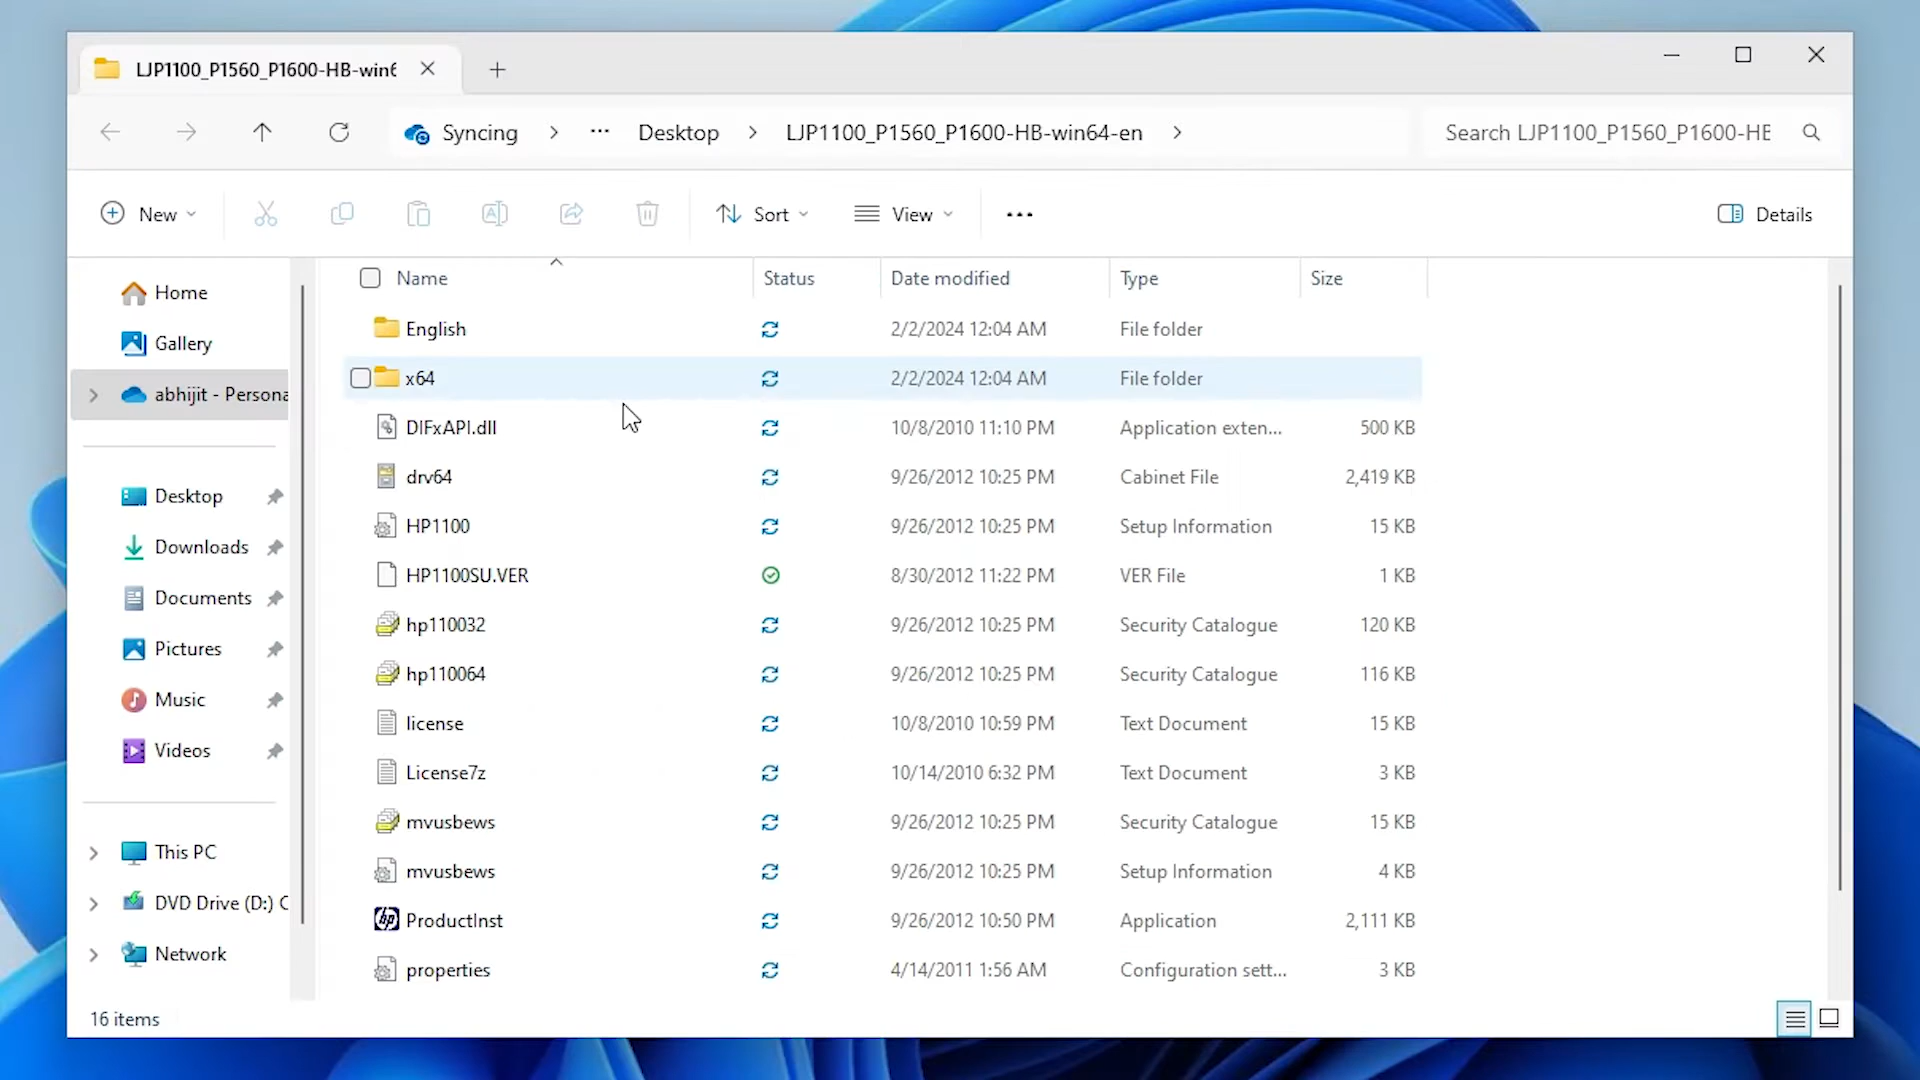 LJP1100_P1560_P1600-HB-win6
Syncing > ... Desktop > LJP1100_P1560_P1600-HB-win64-en >
Search LJP1100_P1560_P1600-HE
New
Sort
View
Details
Name Status Date modified Type Size
Home
Gallery
abhijit - Persona
Desktop
Downloads
Documents
Pictures
Music
Videos
This PC
DVD Drive (D:) C
Network
English 2/2/2024 12:04 AM File folder
x64 2/2/2024 12:04 AM File folder
DIFxAPI.dll 10/8/2010 11:10 PM Application exten... 500 KB
drv64 9/26/2012 10:25 PM Cabinet File 2,419 KB
HP1100 9/26/2012 10:25 PM Setup Information 15 KB
HP1100SU.VER 8/30/2012 11:22 PM VER File 1 KB
hp110032 9/26/2012 10:25 PM Security Catalogue 120 KB
hp110064 9/26/2012 10:25 PM Security Catalogue 116 KB
license 10/8/2010 10:59 PM Text Document 15 KB
License7z 10/14/2010 6:32 PM Text Document 3 KB
mvusbews 9/26/2012 10:25 PM Security Catalogue 15 KB
mvusbews 9/26/2012 10:25 PM Setup Information 4 KB
hp ProductInst 9/26/2012 10:50 PM Application 2,111 KB
properties 4/14/2011 1:56 AM Configuration sett... 3 KB
16 items